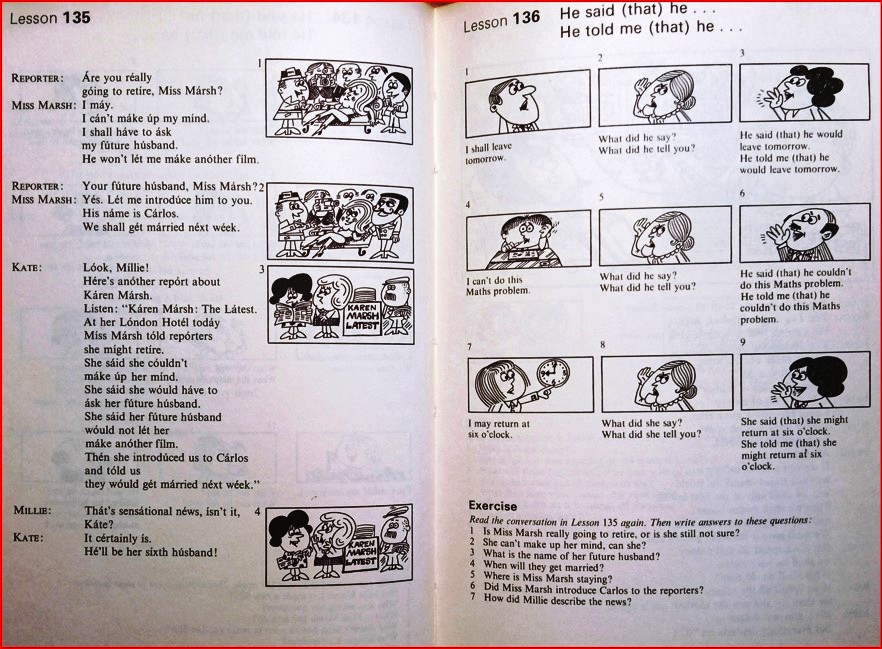 Lesson 135
1
REPORTER: Áre you réally
góing to retíre, Miss Mársh?
MISS MARSH: I máy.
I cán't máke úp my mínd.
I shall háve to ásk
my fúture húsband.
He won't lét me máke anóther film.
REPORTER: Your fúture húsband, Miss Mársh? 2
MISS MARSH: Yés. Lét me introdúce him to you.
His náme is Cárlos.
We shall gét márried néxt wéek.
KATE: Lóok, Míllie! 3
Hére's anóther repórt about
Káren Mársh.
Lísten: “Káren Mársh: The Látest.
At her Lóndon Hotél todáy
Miss Mársh tóld repórters
she might retíre.
She sáid she cóuldn't
máke úp her mínd.
She sáid she wóuld háve to
ásk her fúture húsband.
She sáid her fúture húsband
wóuld not lét her
máke anóther fílm.
Thén she introdúced us to Cárlos
and tóld us
they wóuld gét márried néxt wéek.”
KAREN
MARSH
LATEST
MILLIE: Thát's sensátional néws, isn't it, 4
Káte?
KATE: It cértainly is.
Hé'll be her síxth húsband!
KAREN
MARSH
LATEST
Lesson 136 He said (that) he . . .
He told me (that) he . . .
1
I shall leave
tomorrow.
2
What did he say?
What did he tell you?
3
He said (that) he would
leave tomorrow.
He told me (that) he
would leave tomorrow.
4
I can't do this
Maths problem.
5
What did he say?
What did he tell you?
6
He said (that) he couldn't
do this Maths problem.
He told me (that) he
couldn't do this Maths
problem.
7
I may return at
six o'clock.
8
What did she say?
What did she tell you?
9
She said (that) she might
return at six o'clock.
She told me (that) she
might return at six
o'clock.
Exercise
Read the conversation in Lesson 135 again. Then write answers to these questions:
1 Is Miss Marsh really going to retire, or is she still not sure?
2 She can't make up her mind, can she?
3 What is the name of her future husband?
4 When will they get married?
5 Where is Miss Marsh staying?
6 Did Miss Marsh introduce Carlos to the reporters?
7 How did Millie describe the news?